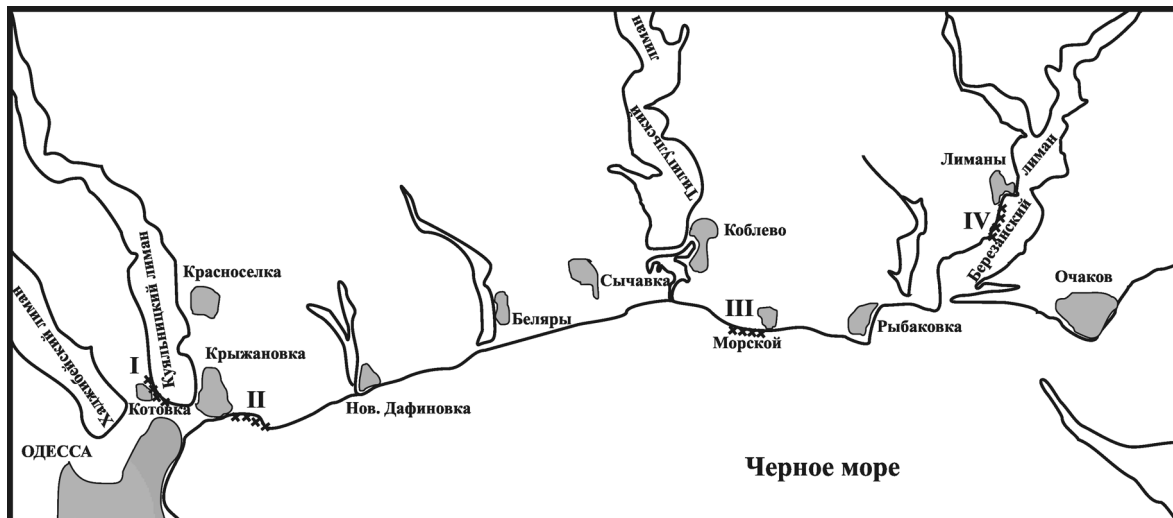 лиман
Тилигульский
Лиманы
лиман
IV
Березанский
Коблево
Красноселка
Сычавка
Очаков
Хаджибейский лиман
Куяльницкий лиман
III
Беляры
Рыбаковка
Морской
Крыжановка
I
II
Котовка
Нов. Дафиновка
ОДЕССА
Черное море